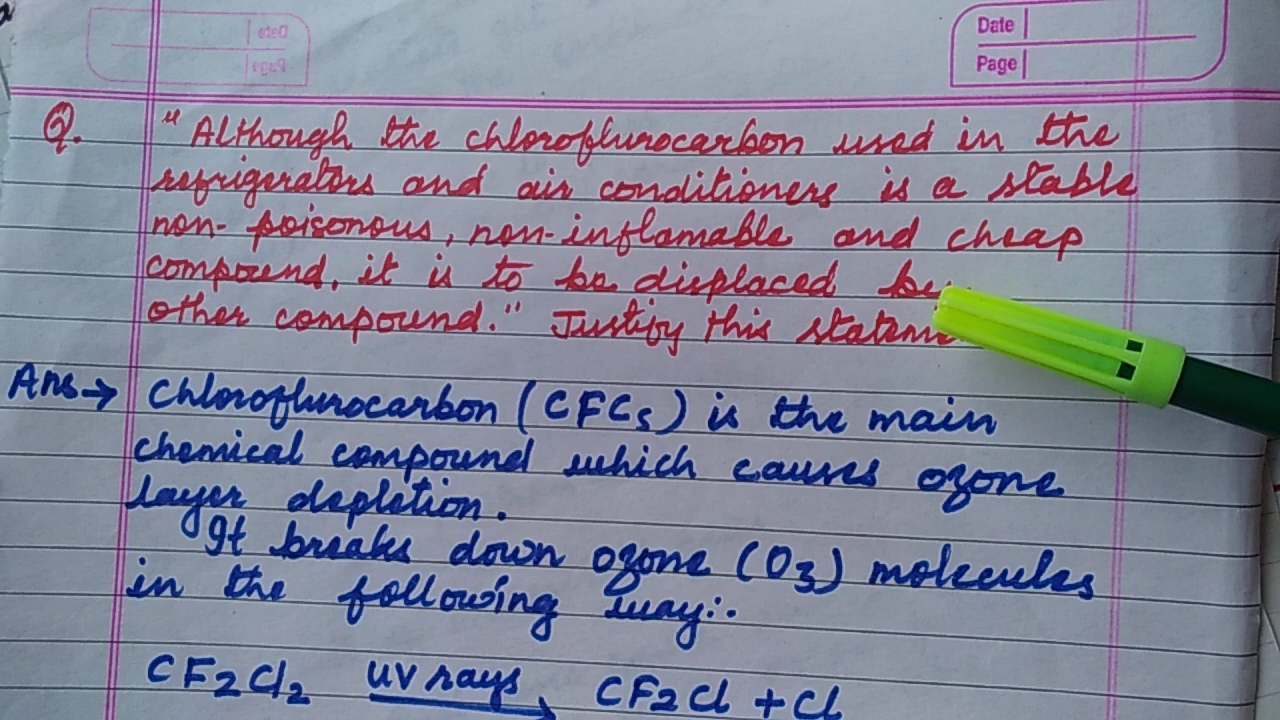 Date
Page
Q. "Although the chloroflurocarbon used in the
refrigerators and air conditioners is a stable
non-poisonous, non-inflamable and cheap
compound, it is to be displaced
other compound." Justify this
Ans→ Chloroflurocarbon (CFCs) is the main
chemical compound which causes ozone
layer depletion.
It breaks down ozone (O3) molecules
in the following way:.
CF2Cl2 UV rays → CF2Cl + Cl